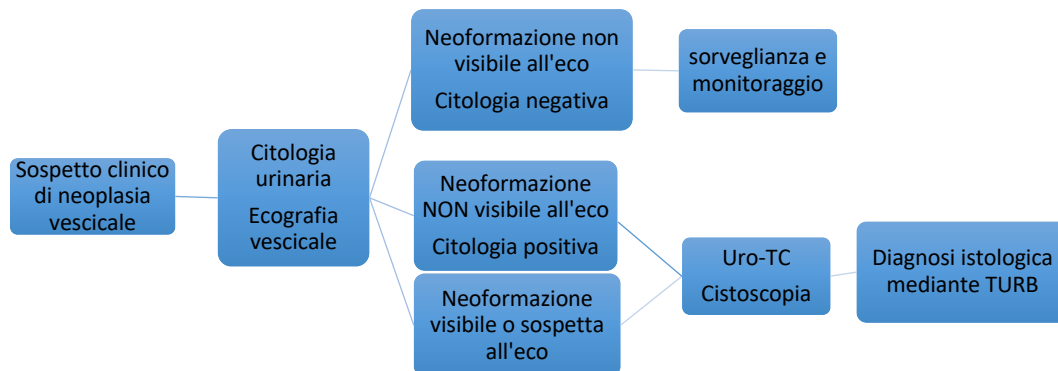 Sospetto clinico
di neoplasia
vescicale
Citologia
urinaria
Ecografia
vescicale
Neoformazione non
visibile all'eco
Citologia negativa
sorveglianza e
monitoraggio
Neoformazione
NON visibile all'eco
Citologia positiva
Neoformazione
visibile o sospetta
all'eco
Uro-TC
Cistoscopia
Diagnosi istologica
mediante TURB